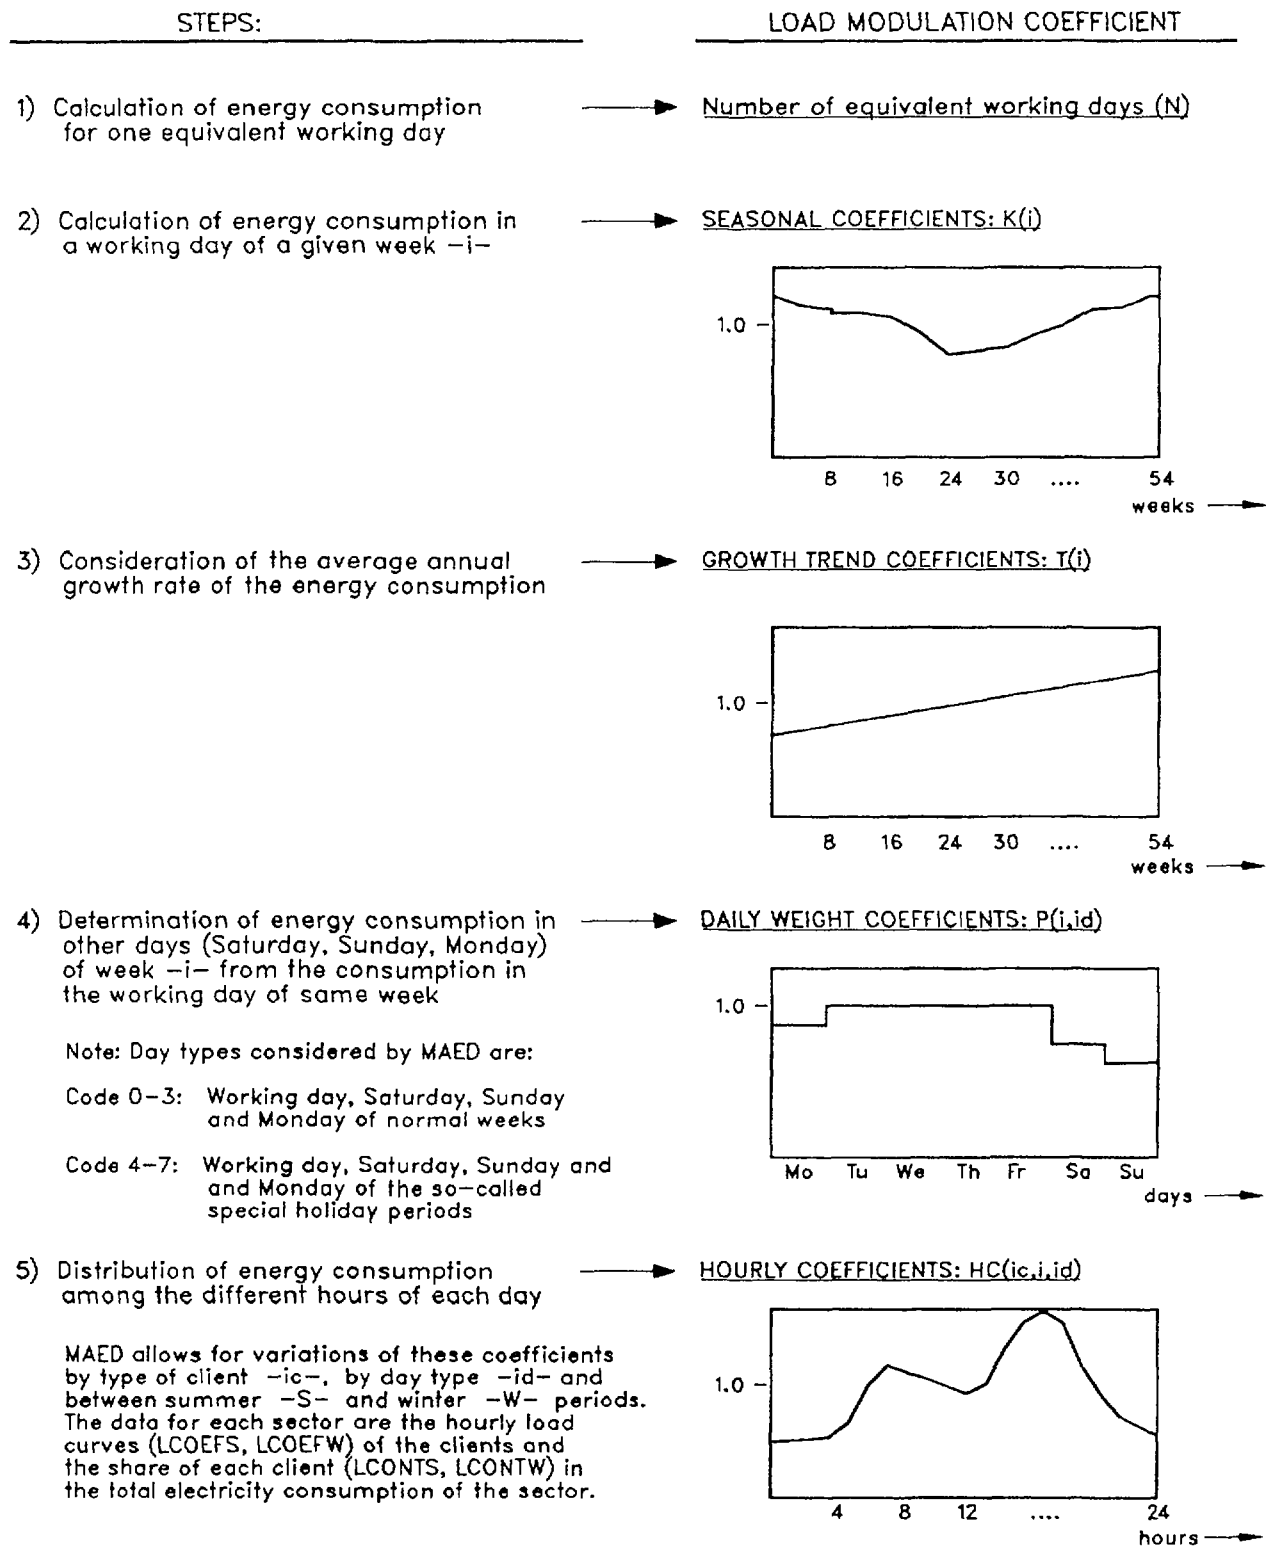 STEPS:
LOAD MODULATION COEFFICIENT
1) Calculation of energy consumption
for one equivalent working day
Number of equivalent working days (N)
2) Calculation of energy consumption in
a working day of a given week –i–
SEASONAL COEFFICIENTS: K(i)
1.0
8 16 24 30 .... 54
weeks
3) Consideration of the average annual
growth rate of the energy consumption
GROWTH TREND COEFFICIENTS: T(i)
1.0
8 16 24 30 .... 54
weeks
4) Determination of energy consumption in
other days (Saturday, Sunday, Monday)
of week –i– from the consumption in
the working day of same week
Note: Day types considered by MAED are:
Code 0–3: Working day, Saturday, Sunday
and Monday of normal weeks
Code 4–7: Working day, Saturday, Sunday and
and Monday of the so–called
special holiday periods
DAILY WEIGHT COEFFICIENTS: P(i,id)
1.0
Mo Tu We Th Fr Sa Su
days
5) Distribution of energy consumption
among the different hours of each day
MAED allows for variations of these coefficients
by type of client –ic–, by day type –id– and
between summer –S– and winter –W– periods.
The data for each sector are the hourly load
curves (LCOEFS, LCOEFW) of the clients and
the share of each client (LCONTS, LCONTW) in
the total electricity consumption of the sector.
HOURLY COEFFICIENTS: HC(ic,i,id)
1.0
4 8 12 .... 24
hours